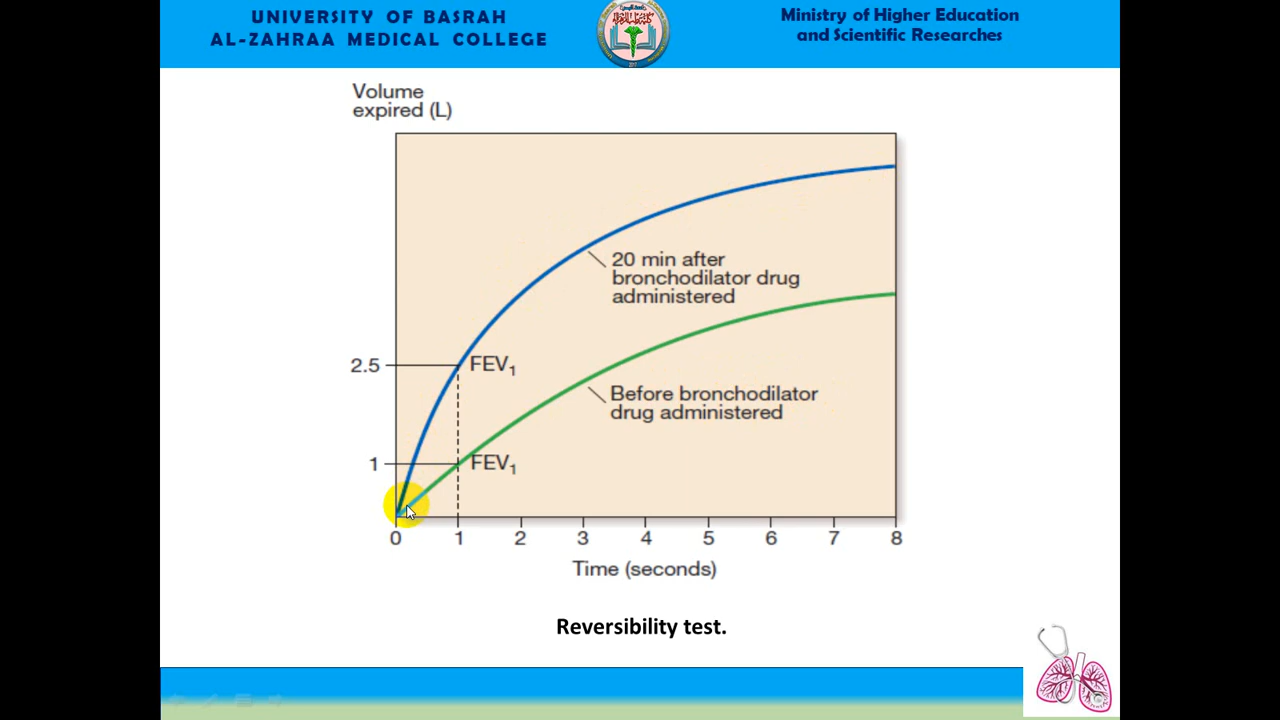 UNIVERSITY OF BASRAH
AL-ZAHRAA MEDICAL COLLEGE
Ministry of Higher Education
and Scientific Researches
Volume
expired (L)
20 min after
bronchodilator drug
administered
2.5
FEV1
Before bronchodilator
drug administered
1
FEV1
0 1 2 3 4 5 6 7 8
Time (seconds)
Reversibility test.